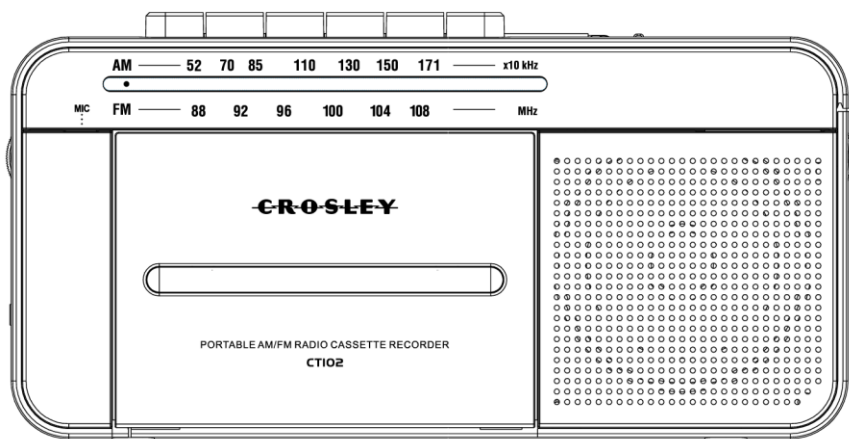 AM 52 70 85 110 130 150 171 x10 kHz
MIC FM 88 92 96 100 104 108 MHz
CROSLEY
PORTABLE AM/FM RADIO CASSETTE RECORDER
CT102